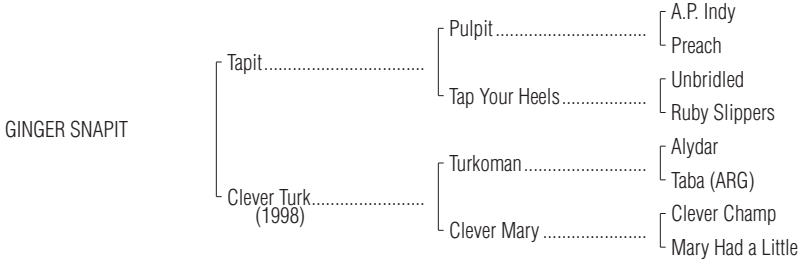 A.P. Indy
Pulpit..................................
Preach
Tapit....................................
Unbridled
Tap Your Heels...................
Ruby Slippers
GINGER SNAPIT
Alydar
Turkoman...........................
Taba (ARG)
Clever Turk.........................
(1998)
Clever Champ
Clever Mary .......................
Mary Had a Little